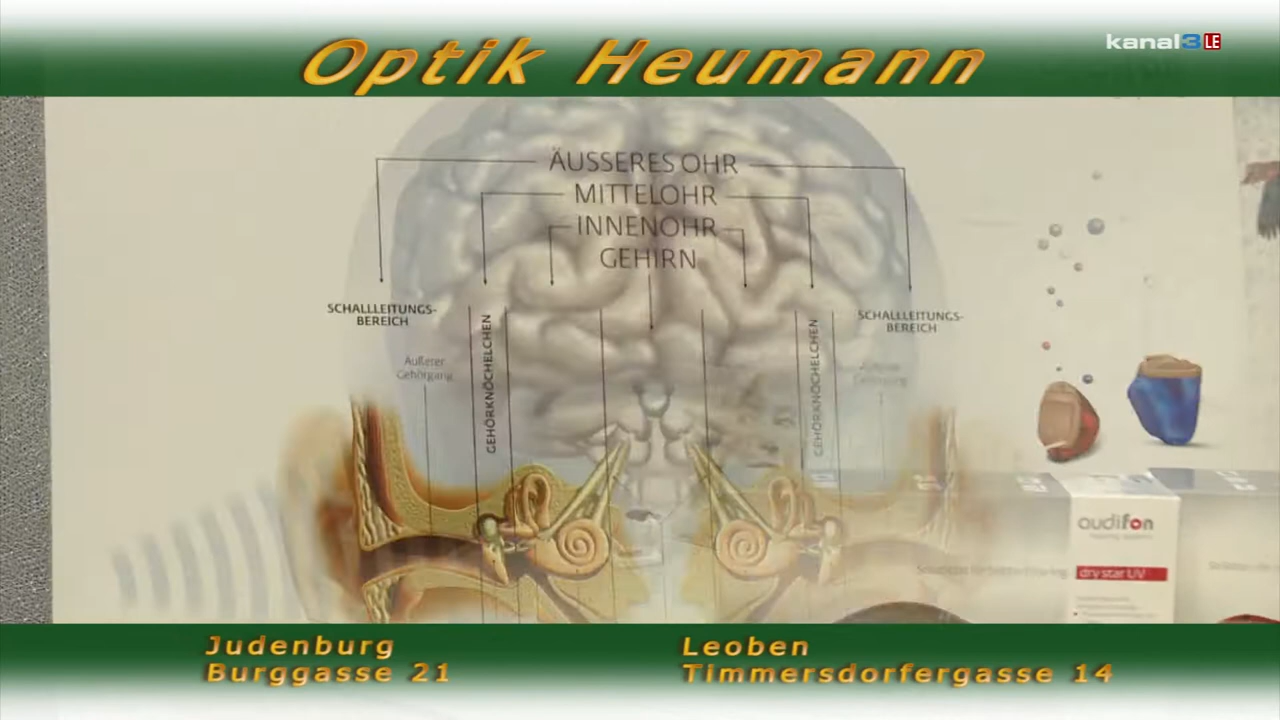 Optik Heumann
kanal3 LE
ÄUSSERES OHR
MITTELOHR
INNENOHR
GEHIRN
SCHALLLEITUNGS-
BEREICH
SCHALLLEITUNGS-
BEREICH
Äußerer
Gehörgang
GEHÖRKNÖCHELCHEN
GEHÖRKNÖCHELCHEN
audifon
dry star UV
Judenburg
Burggasse 21
Leoben
Timmersdorfergasse 14